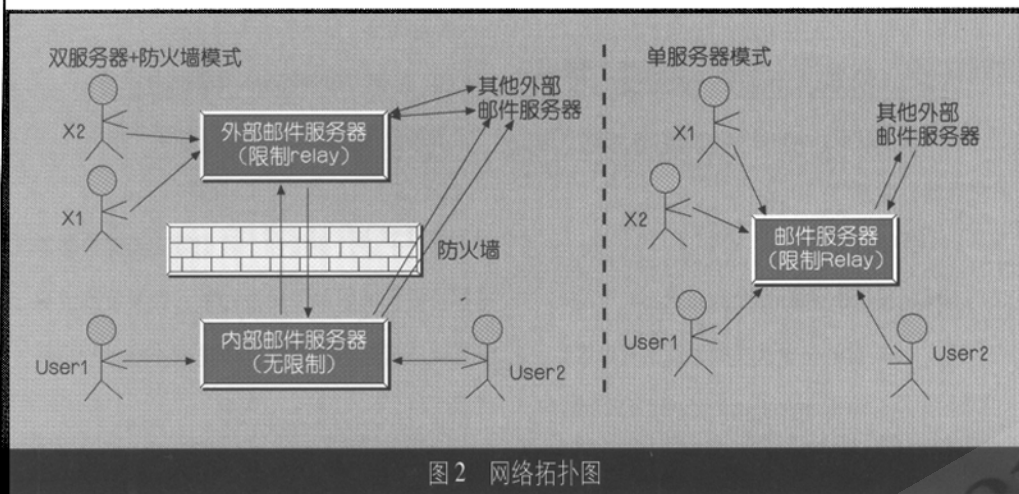 双服务器+防火墙模式
X2
X1
外部邮件服务器
(限制relay)
其他外部
邮件服务器
防火墙
User1
内部邮件服务器
(无限制)
User2
单服务器模式
X1
X2
其他外部
邮件服务器
邮件服务器
(限制Relay)
User1
User2
图2 网络拓扑图